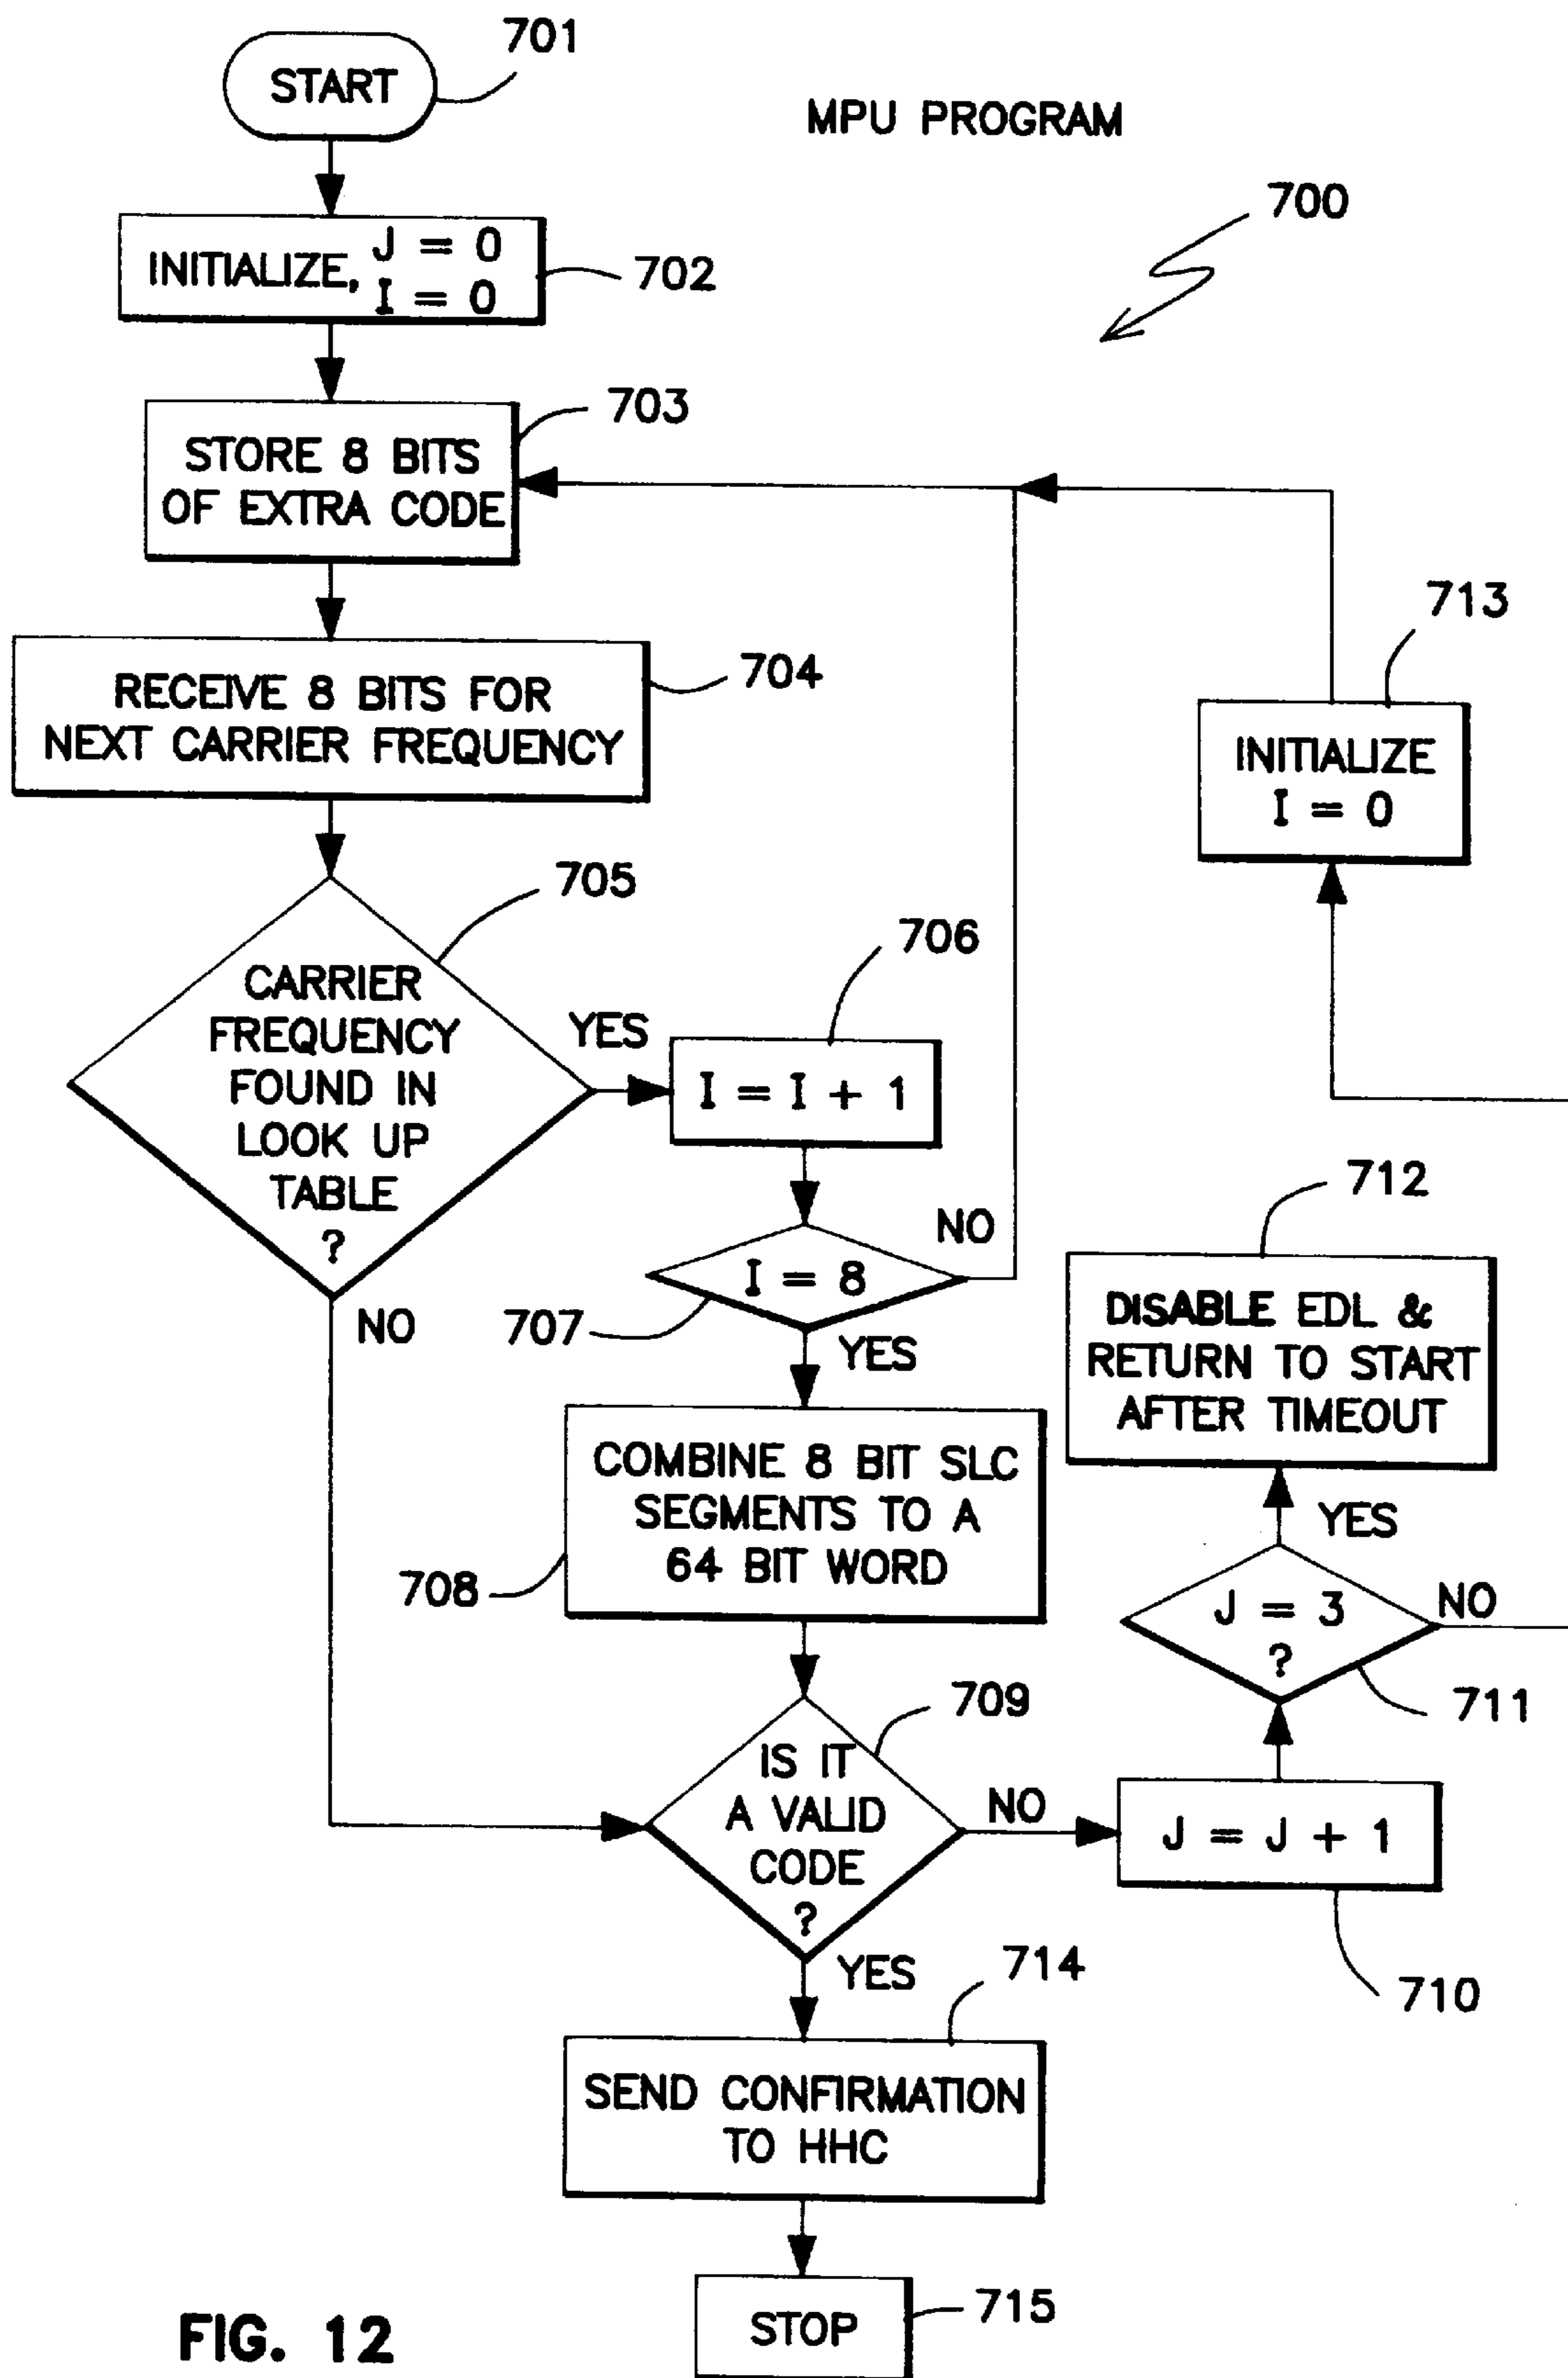 701
START
MPU PROGRAM
700
INITIALIZE, J = 0
I = 0
702
703
STORE 8 BITS
OF EXTRA CODE
713
704
RECEIVE 8 BITS FOR
NEXT CARRIER FREQUENCY
INITIALIZE
I = 0
705
706
CARRIER
FREQUENCY
FOUND IN
LOOK UP
TABLE
?
YES
I = I + 1
712
NO
I = 8
707
NO
YES
DISABLE EDL &
RETURN TO START
AFTER TIMEOUT
COMBINE 8 BIT SLC
SEGMENTS TO A
64 BIT WORD
708
YES
J = 3
?
NO
711
709
IS IT
A VALID
CODE
?
NO
J = J + 1
710
YES
714
SEND CONFIRMATION
TO HHC
STOP
715
FIG. 12